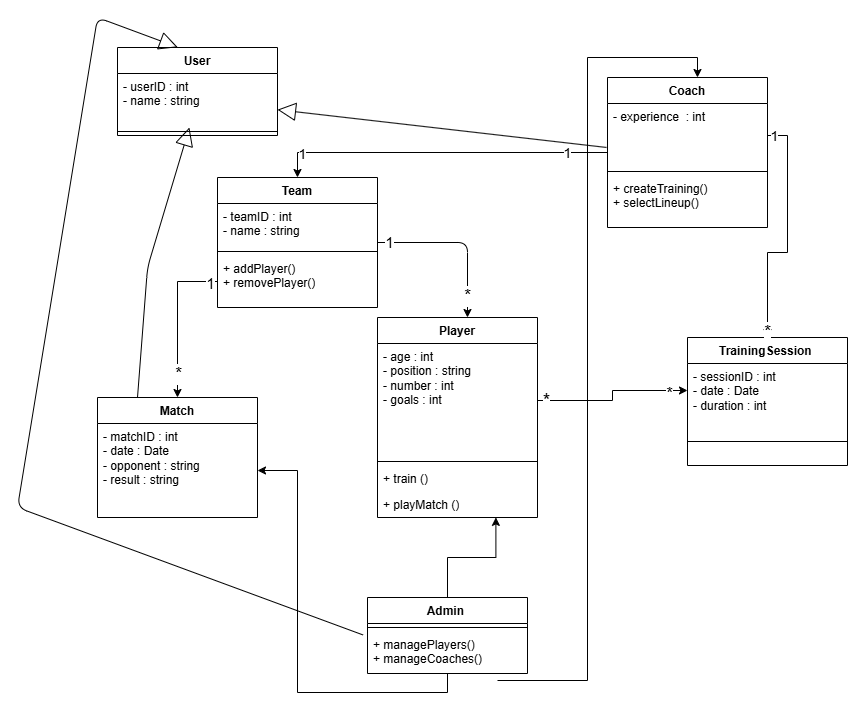 User
- userID : int
- name : string
Coach
- experience  : int
+ createTraining()
+ selectLineup()
1
1
1
Team
- teamID : int
- name : string
+ addPlayer()
+ removePlayer()
1
1
*
*
Player
- age : int
- position : string
- number : int
- goals : int
+ train ()
+ playMatch ()
*
*
*
TrainingSession
- sessionID : int
- date : Date
- duration : int
Match
- matchID : int
- date : Date
- opponent : string
- result : string
Admin
+ managePlayers()
+ manageCoaches()